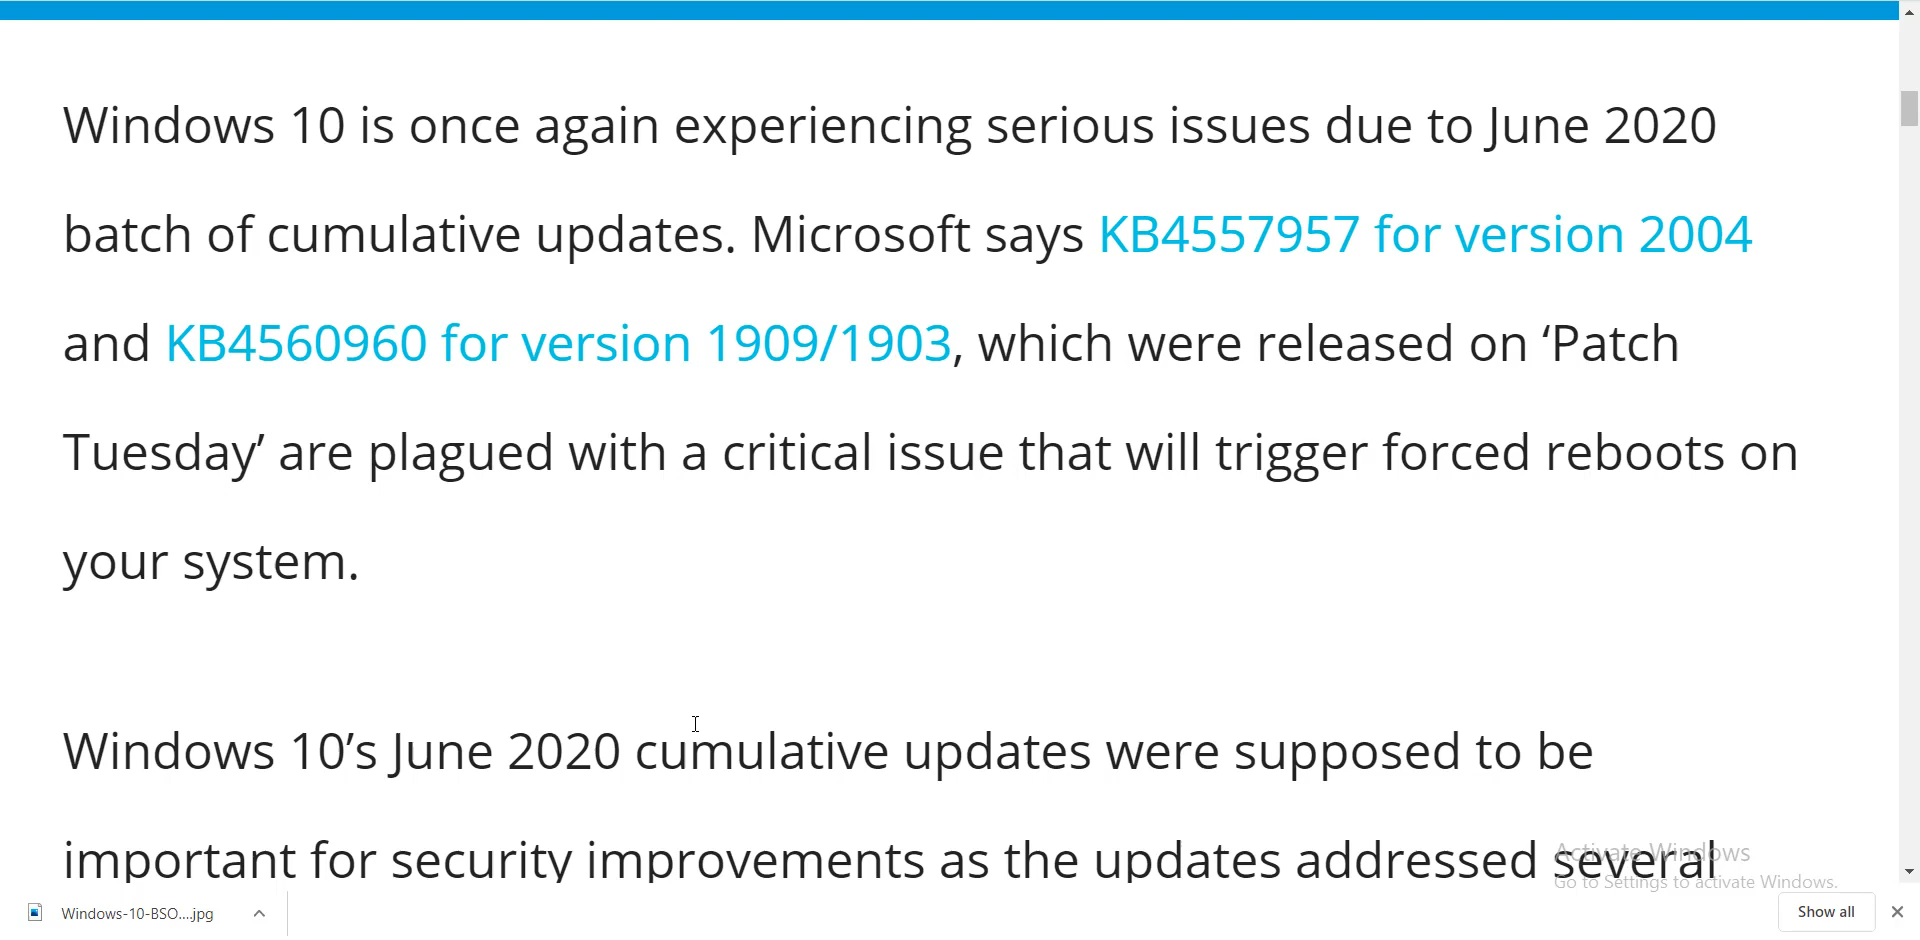 Windows 10 is once again experiencing serious issues due to June 2020
batch of cumulative updates. Microsoft says KB4557957 for version 2004
and KB4560960 for version 1909/1903, which were released on ‘Patch
Tuesday’ are plagued with a critical issue that will trigger forced reboots on
your system.
Windows 10’s June 2020 cumulative updates were supposed to be
important for security improvements as the updates addressed several
Activate Windows
Go to Settings to activate Windows.
Windows-10-BSO....jpg
Show all